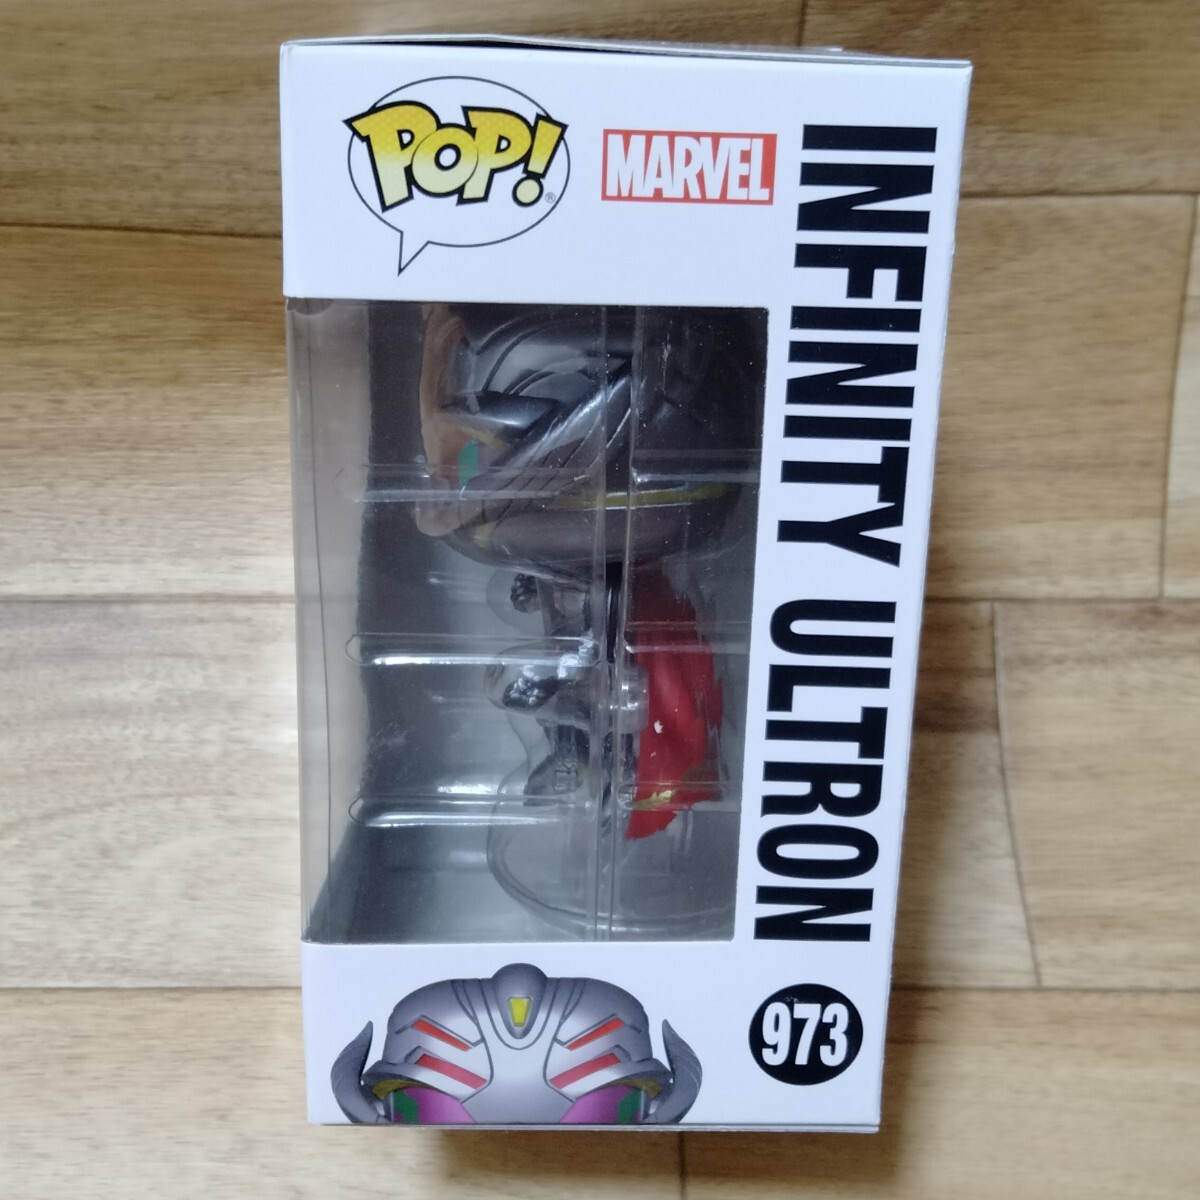 POP!®
MARVEL
INFINITY ULTRON
973